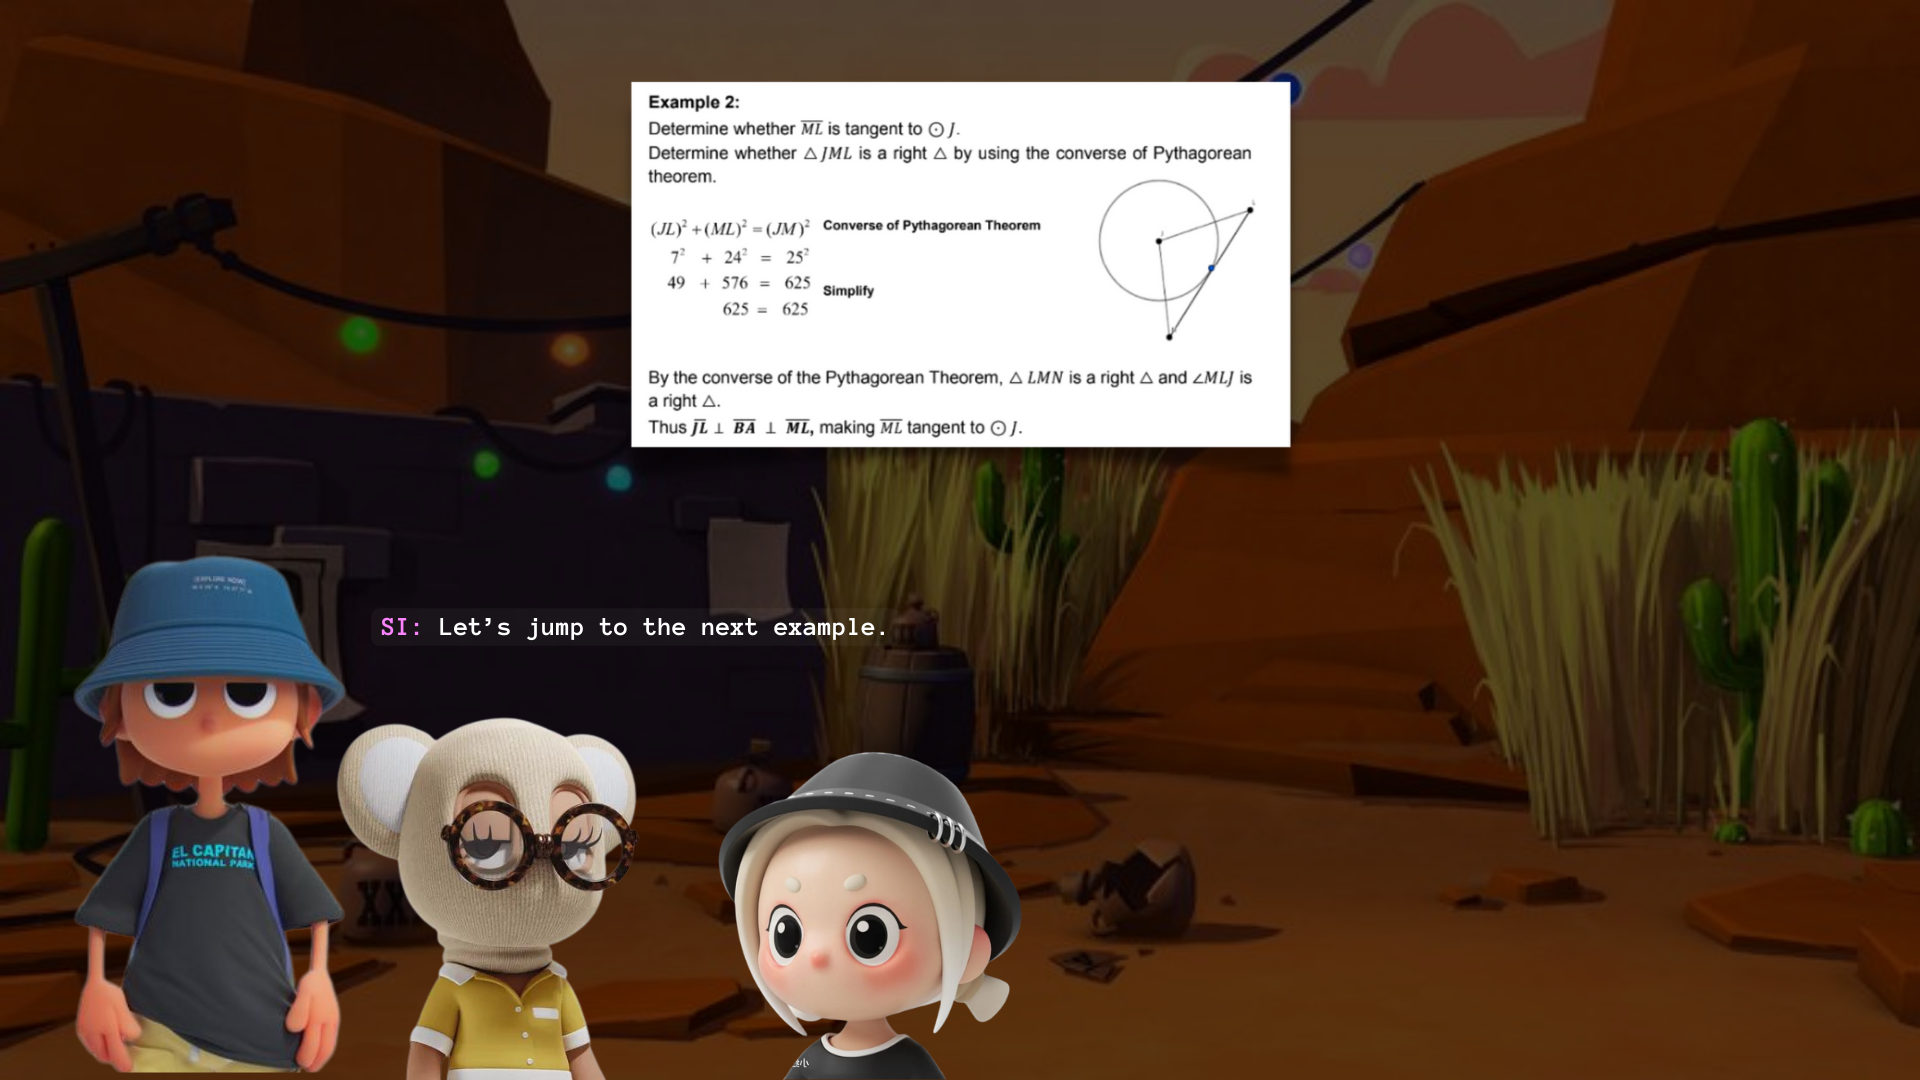 Example 2:
Determine whether ML is tangent to ⊙ J.
Determine whether △JML is a right △ by using the converse of Pythagorean
theorem.
(JL)² + (ML)² = (JM)² Converse of Pythagorean Theorem
7² + 24² = 25²
49 + 576 = 625
Simplify
625 = 625
By the converse of the Pythagorean Theorem, △ LMN is a right △ and ∠MLJ is
a right △.
Thus JL ⊥ BA ⊥ ML, making ML tangent to ⊙ J.
SI: Let's jump to the next example.
EL CAPITAN
NATIONAL PARK
XX